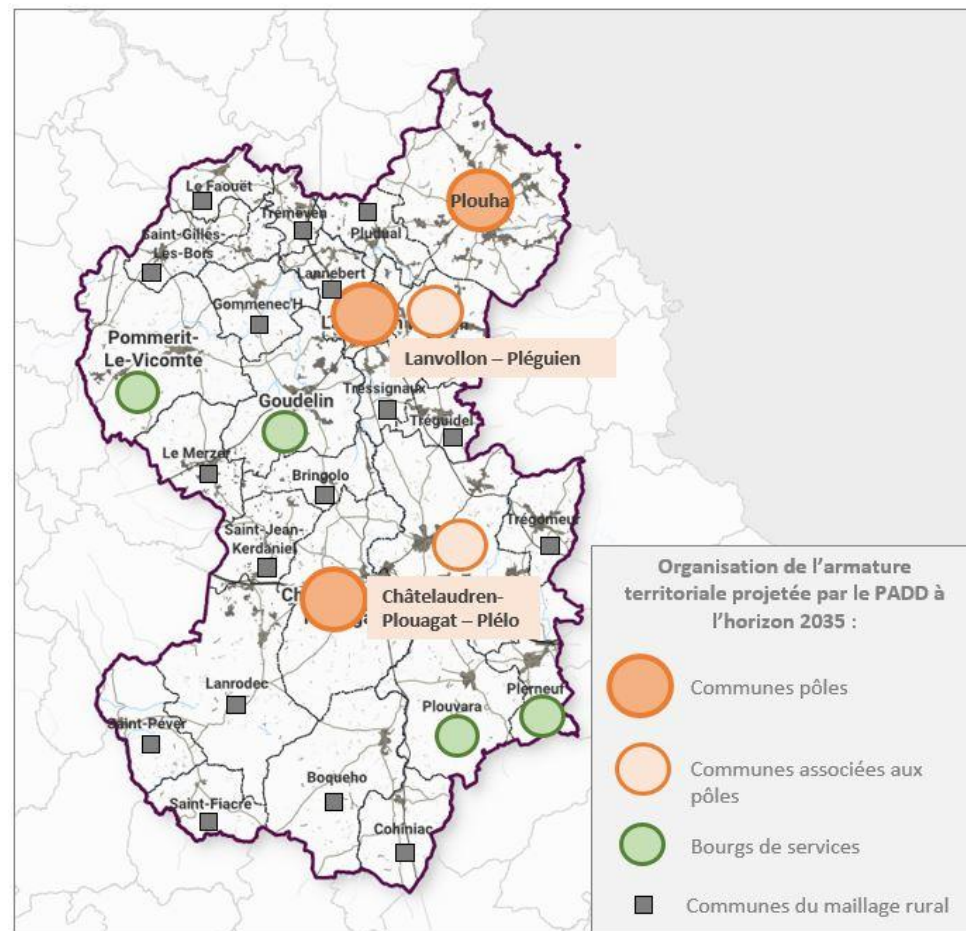 Le Faouët
Plouha
Tréméven
Pludual
Saint-Gilles-
Les-Bois
Lannebert
Gommenec'H
Pommerit-
Le-Vicomte
Lanvollon – Pléguien
Goudelin
Tressignaux
Tréguidel
Le Merzer
Bringolo
Trégomeur
Saint-Jean-
Kerdaniel
Châtelaudren-
Plouagat – Plélo
Lanrodec
Plouvara
Plerneuf
Saint-Péver
Boqueho
Saint-Fiacre
Cohiniac
Organisation de l'armature
territoriale projetée par le PADD à
l'horizon 2035 :
Communes pôles
Communes associées aux
pôles
Bourgs de services
Communes du maillage rural